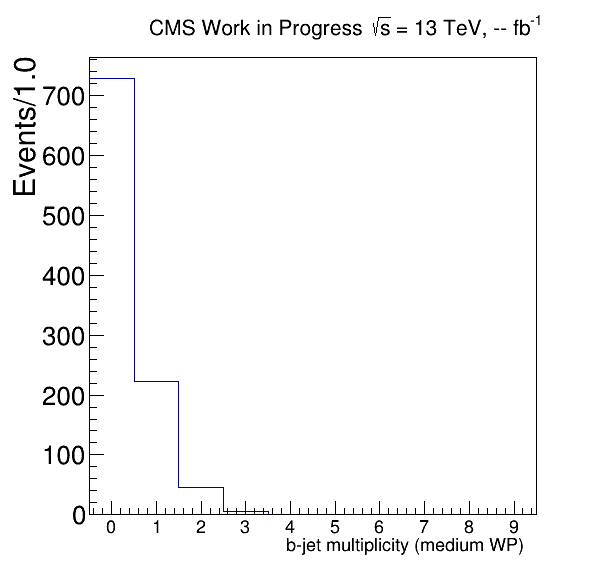 CMS Work in Progress √s = 13 TeV, -- fb-1
Events/1.0
700
600
500
400
300
200
100
0
0 1 2 3 4 5 6 7 8 9
b-jet multiplicity (medium WP)